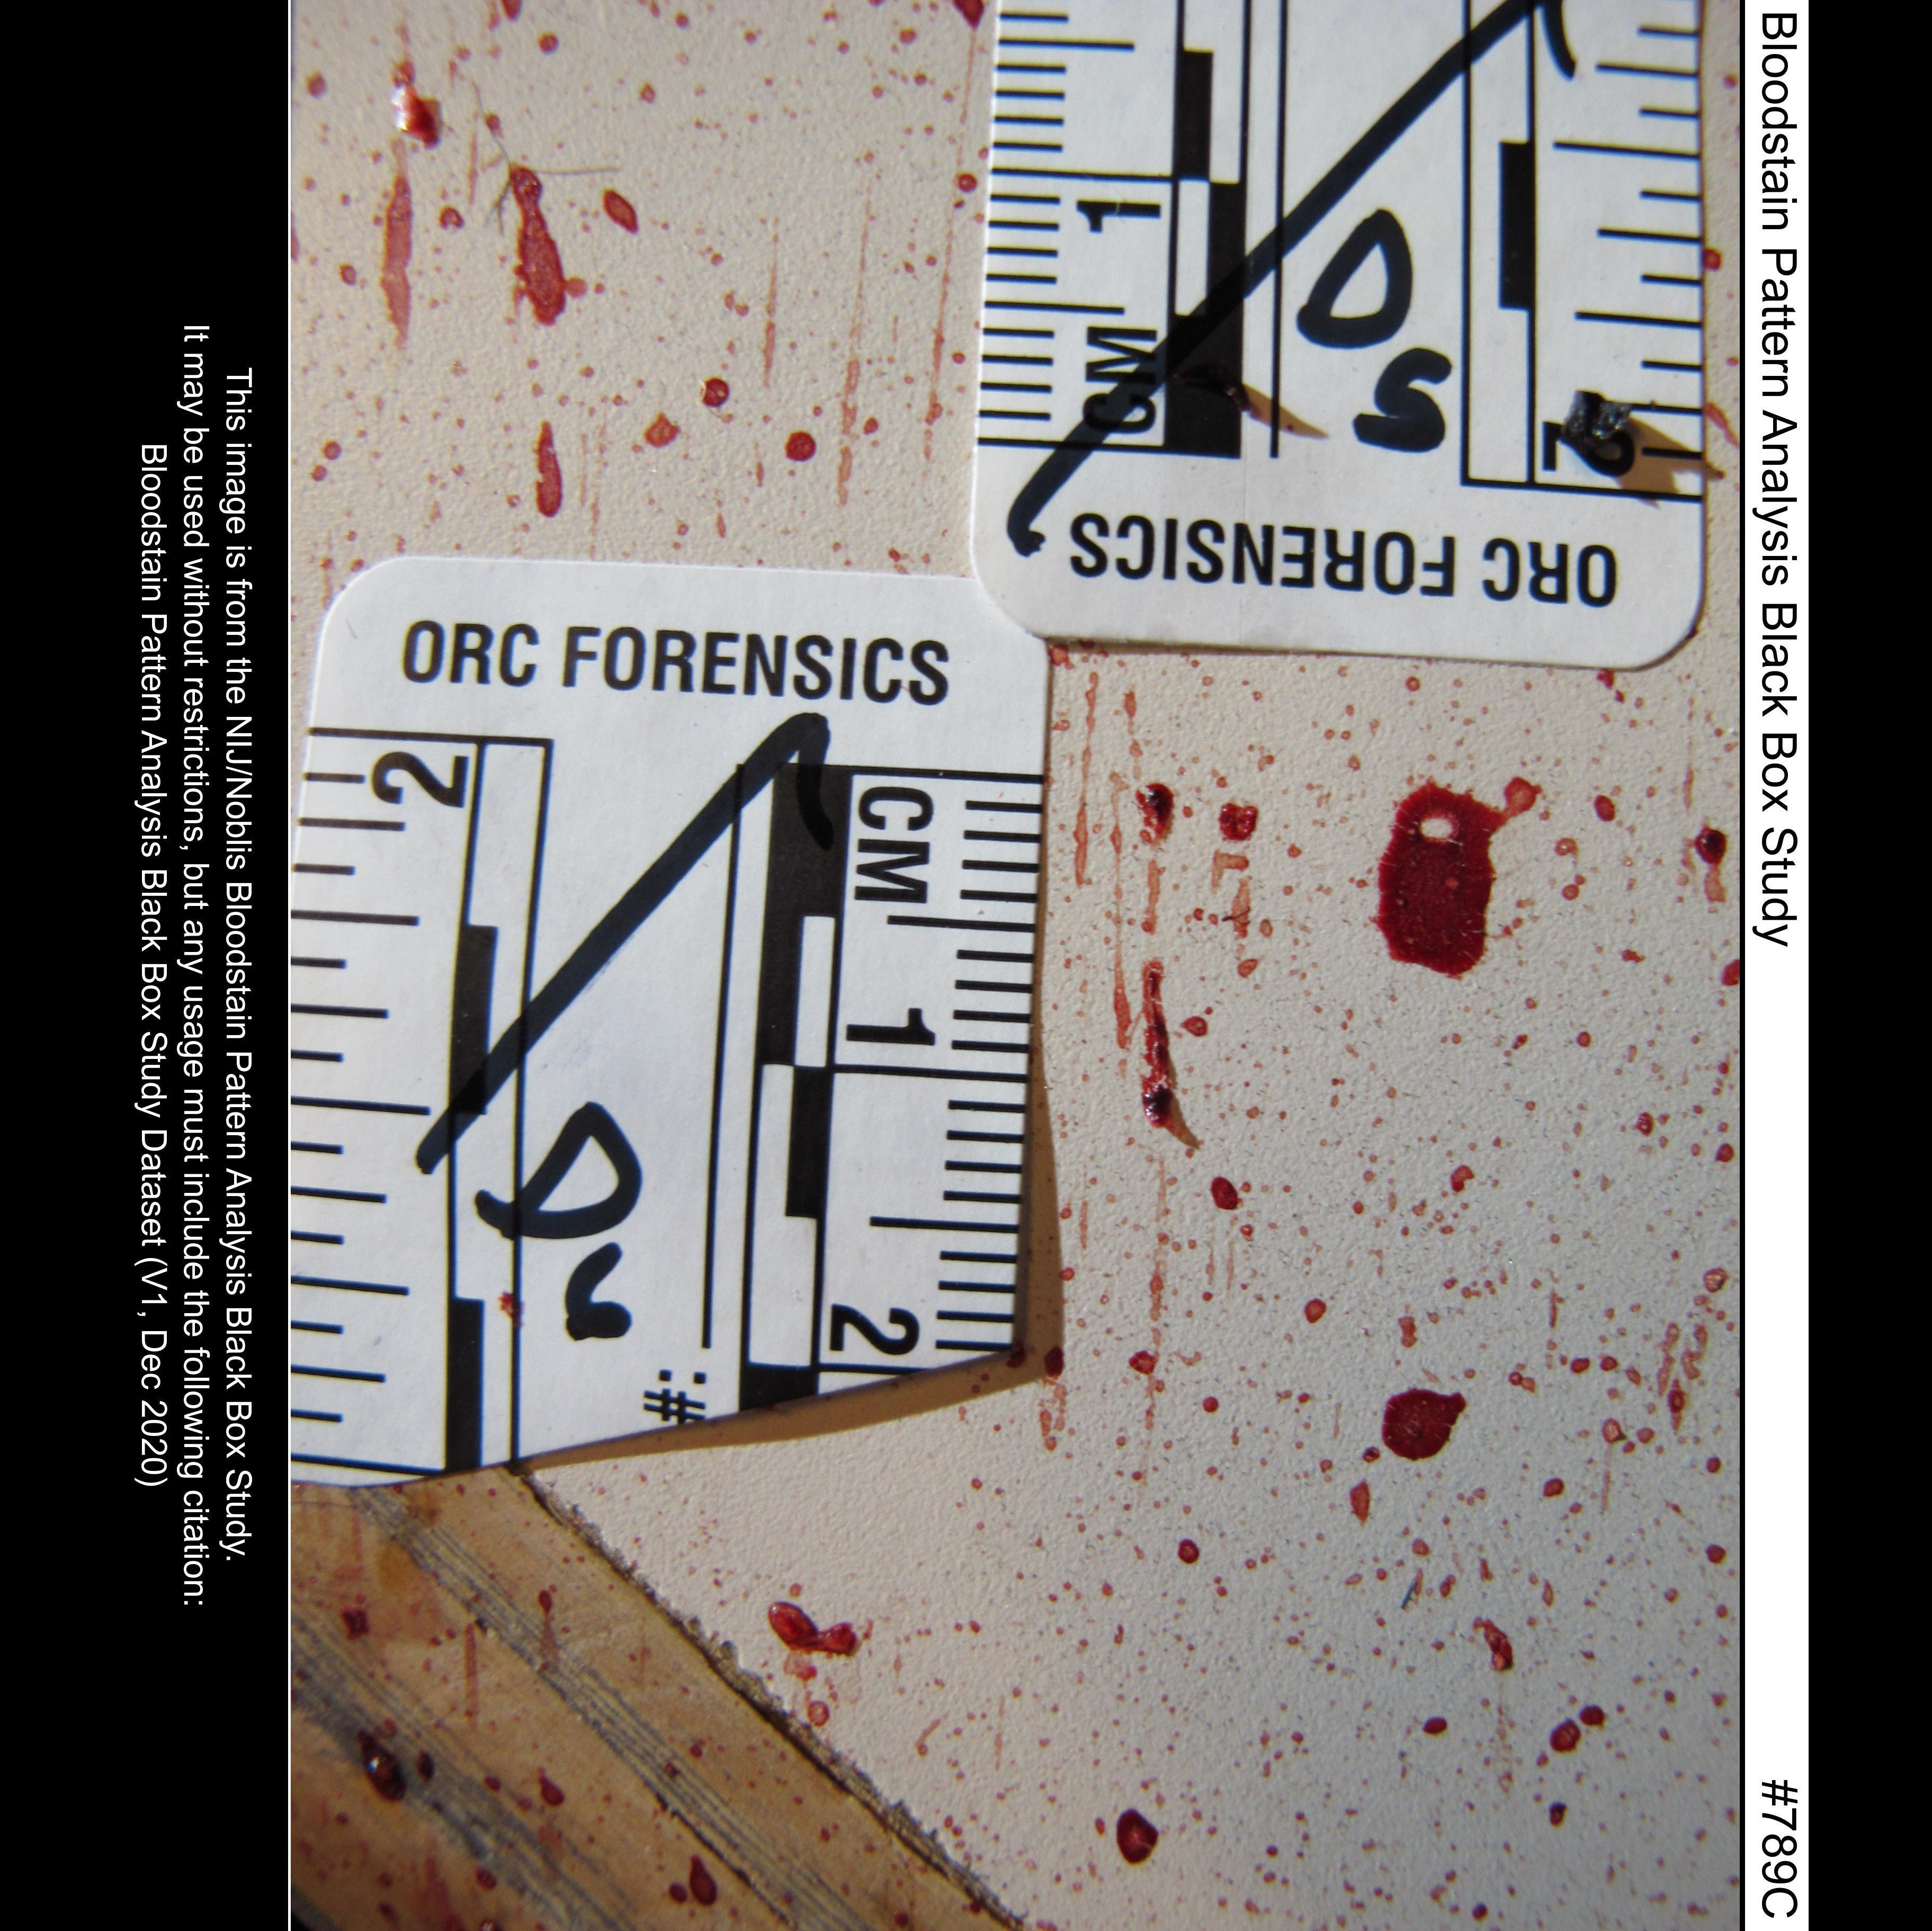 Bloodstain Pattern Analysis Black Box Study #789C
ORC FORENSICS
1
CM
DS
ORC FORENSICS
2
CM
1
2
#:
This image is from the NIJ/Noblis Bloodstain Pattern Analysis Black Box Study.
It may be used without restrictions, but any usage must include the following citation:
Bloodstain Pattern Analysis Black Box Study Dataset (V1, Dec 2020)